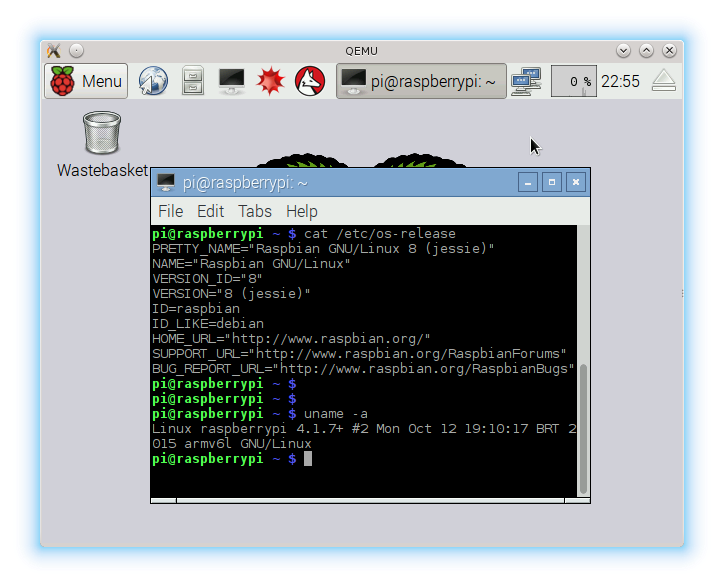 QEMU
Menu pi@raspberrypi: ~ 0 % 22:55
Wastebasket
pi@raspberrypi: ~
File Edit Tabs Help
pi@raspberrypi ~ $ cat /etc/os-release
PRETTY_NAME="Raspbian GNU/Linux 8 (jessie)"
NAME="Raspbian GNU/Linux"
VERSION_ID="8"
VERSION="8 (jessie)"
ID=raspbian
ID_LIKE=debian
HOME_URL="http://www.raspbian.org/"
SUPPORT_URL="http://www.raspbian.org/RaspbianForums"
BUG_REPORT_URL="http://www.raspbian.org/RaspbianBugs"
pi@raspberrypi ~ $
pi@raspberrypi ~ $
pi@raspberrypi ~ $ uname -a
Linux raspberrypi 4.1.7+ #2 Mon Oct 12 19:10:17 BRT 2
015 armv6l GNU/Linux
pi@raspberrypi ~ $